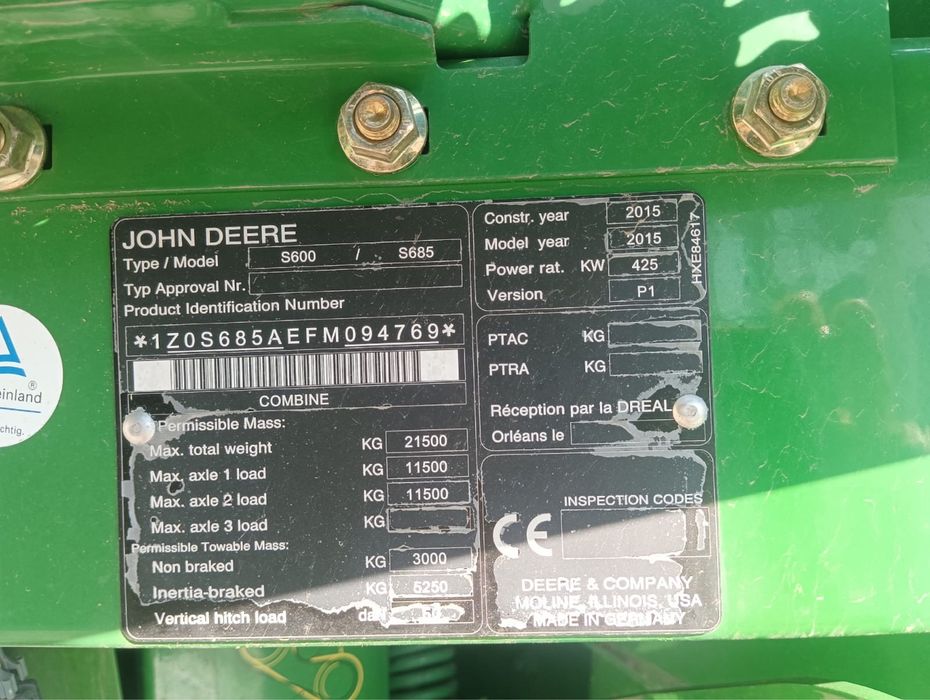 JOHN DEERE
Type / Model S600 / S685
Typ Approval Nr.
Product Identification Number
*1Z0S685AEFM094769*
COMBINE
Permissible Mass:
Max. total weight KG 21500
Max. axle 1 load KG 11500
Max. axle 2 load KG 11500
Max. axle 3 load KG
Permissible Towable Mass:
Non braked KG 3000
Inertia-braked KG 5250
Vertical hitch load daN
Constr. year 2015
Model year 2015
Power rat. KW 425
Version P1
HXE84617
PTAC KG
PTRA KG
Réception par la DREAL
Orléans le
INSPECTION CODES
CE
DEERE & COMPANY
MOLINE, ILLINOIS, USA
MADE IN GERMANY
®
einland
chtig.